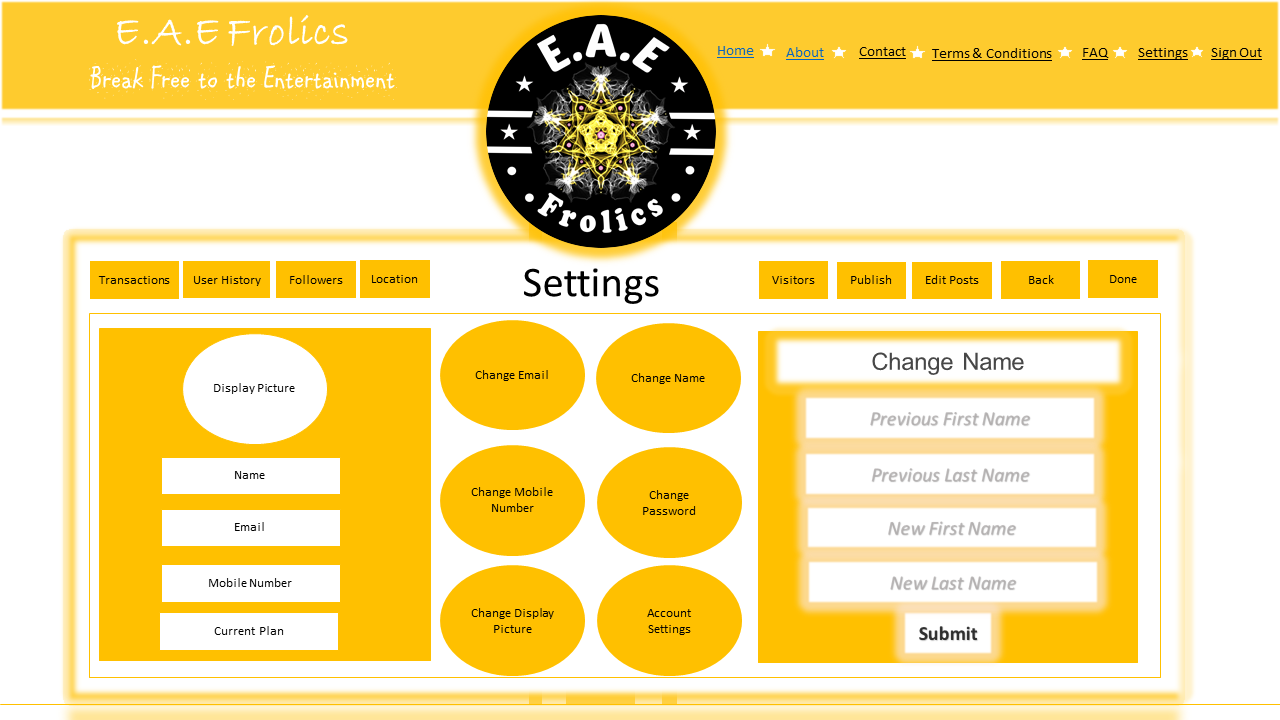 E.A.E Frolics
Break Free to the Entertainment
E.A.E
Frolics
Home
About
Contact
Terms & Conditions
FAQ
Settings
Sign Out
Transactions
User History
Followers
Location
Settings
Visitors
Publish
Edit Posts
Back
Done
Display Picture
Name
Email
Mobile Number
Current Plan
Change Email
Change Name
Change Mobile
Number
Change
Password
Change Display
Picture
Account
Settings
Change Name
Previous First Name
Previous Last Name
New First Name
New Last Name
Submit